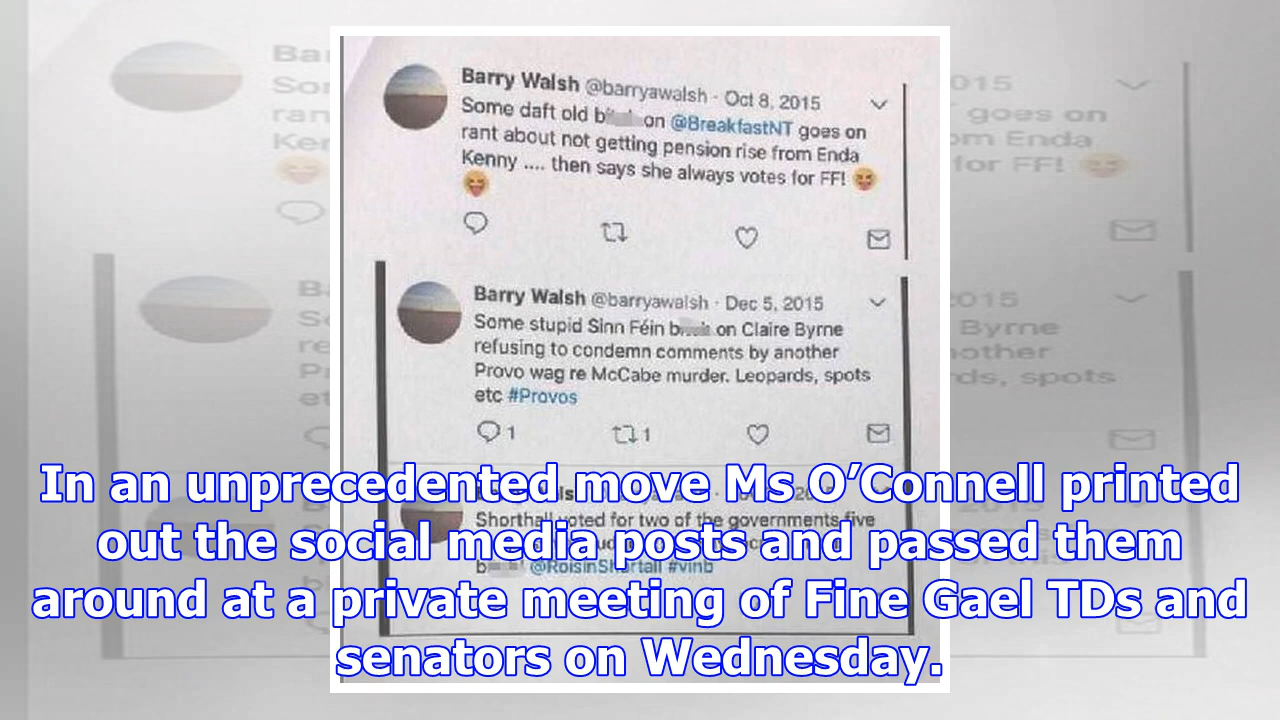 Barry Walsh @barryawalsh · Oct 8, 2015
Some daft old b on @BreakfastNT goes on
rant about not getting pension rise from Enda
Kenny .... then says she always votes for FF! 😝
😝
Barry Walsh @barryawalsh · Dec 5, 2015
Some stupid Sinn Féin b on Claire Byrne
refusing to condemn comments by another
Provo wag re McCabe murder. Leopards, spots
etc #Provos
1 1
Shorthall voted for two of the governments five
b @RoisinShortall #vinb
In an unprecedented move Ms O’Connell printed
out the social media posts and passed them
around at a private meeting of Fine Gael TDs and
senators on Wednesday.